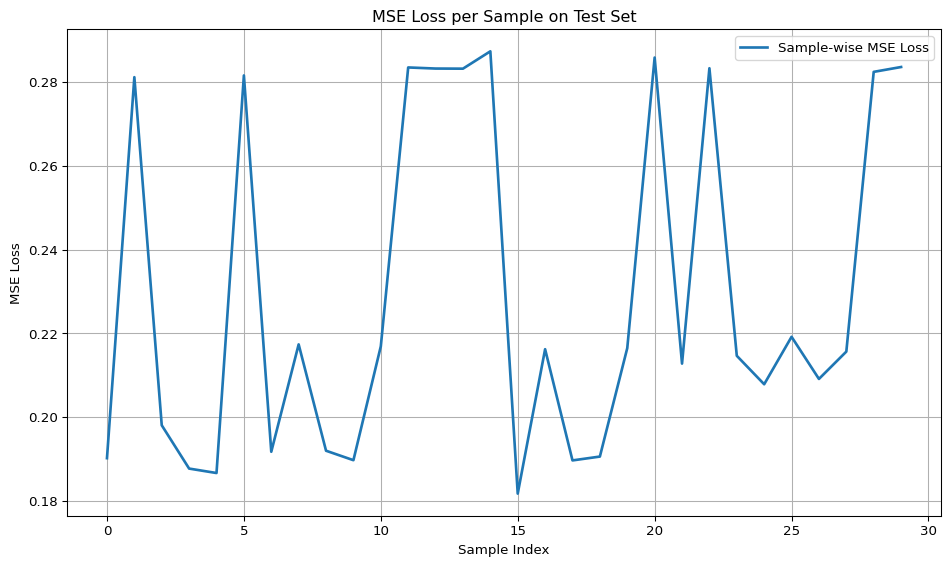 MSE Loss per Sample on Test Set
Sample-wise MSE Loss
MSE Loss
0.28
0.26
0.24
0.22
0.20
0.18
0 5 10 15 20 25 30
Sample Index